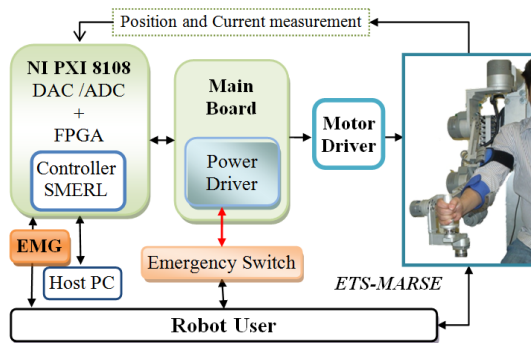 Position and Current measurement
NI PXI 8108
DAC /ADC
+
FPGA
Controller
SMERL
Main
Board
Power
Driver
Motor
Driver
EMG
Host PC
Emergency Switch
ETS-MARSE
Robot User